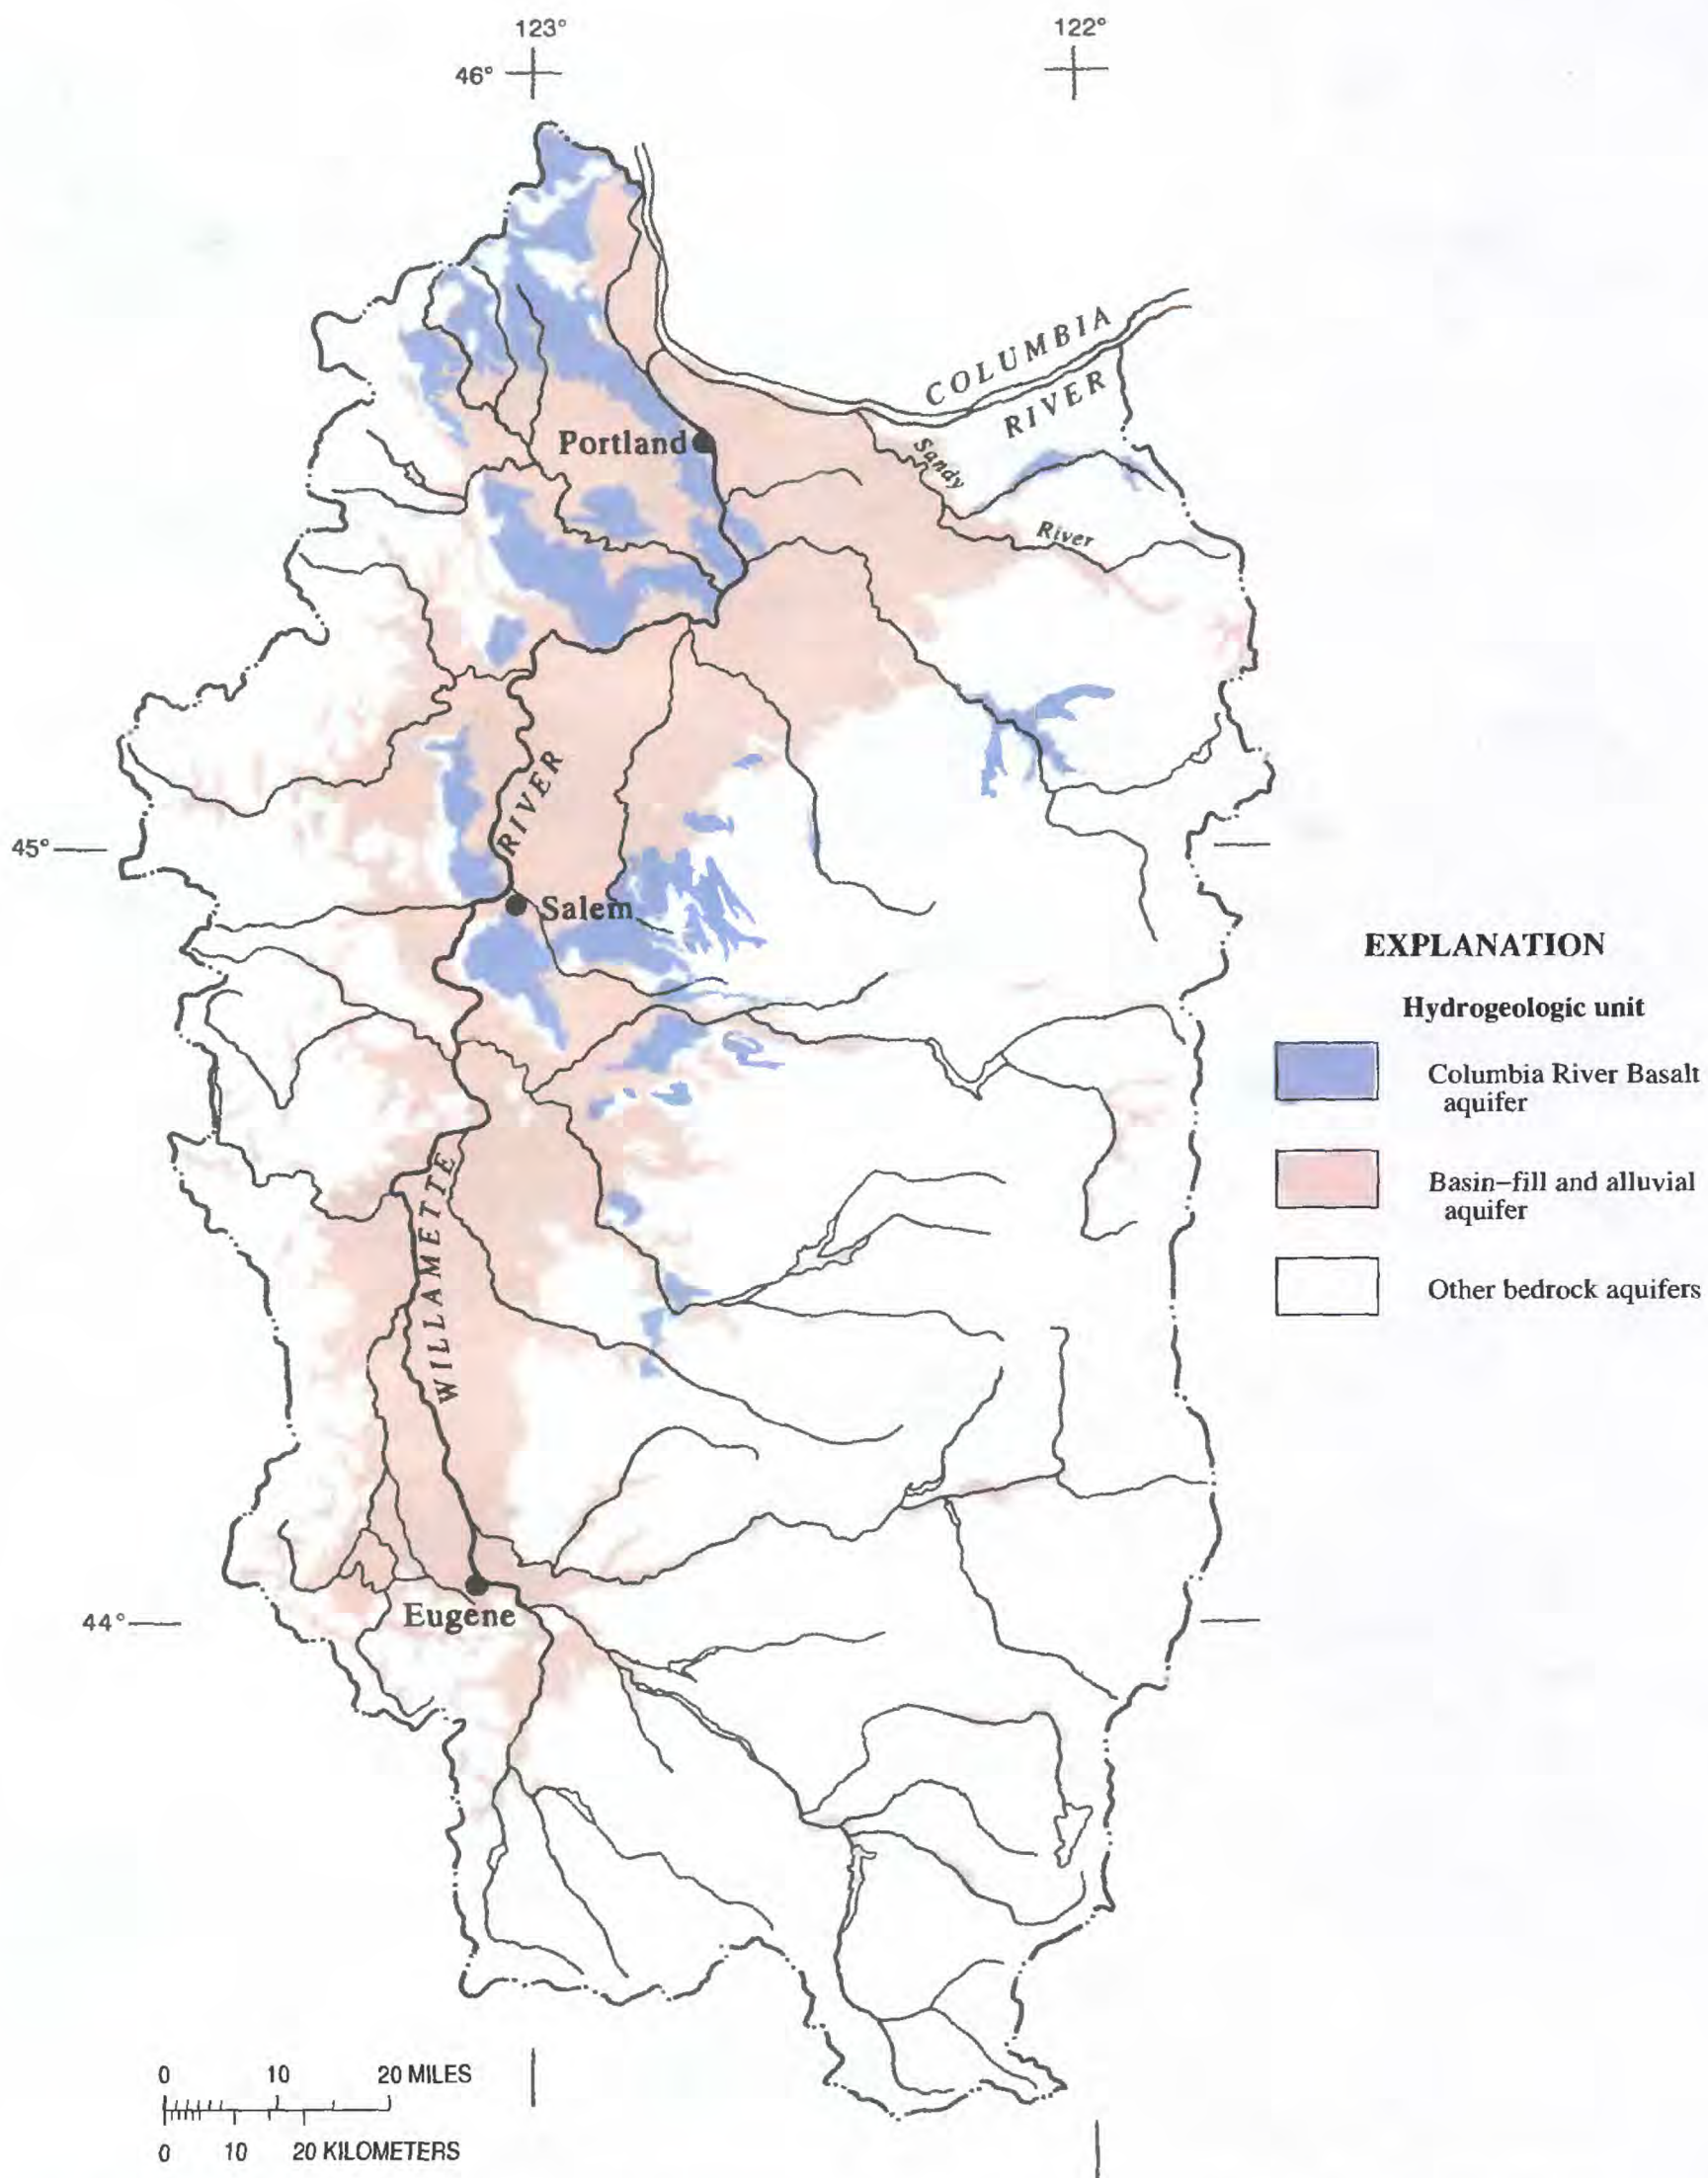 123°
122°
46°
COLUMBIA
RIVER
Portland
Sandy
River
RIVER
45°
Salem
EXPLANATION
Hydrogeologic unit
Columbia River Basalt
aquifer
Basin–fill and alluvial
aquifer
Other bedrock aquifers
WILLAMETTE
Eugene
44°
0 10 20 MILES
0 10 20 KILOMETERS